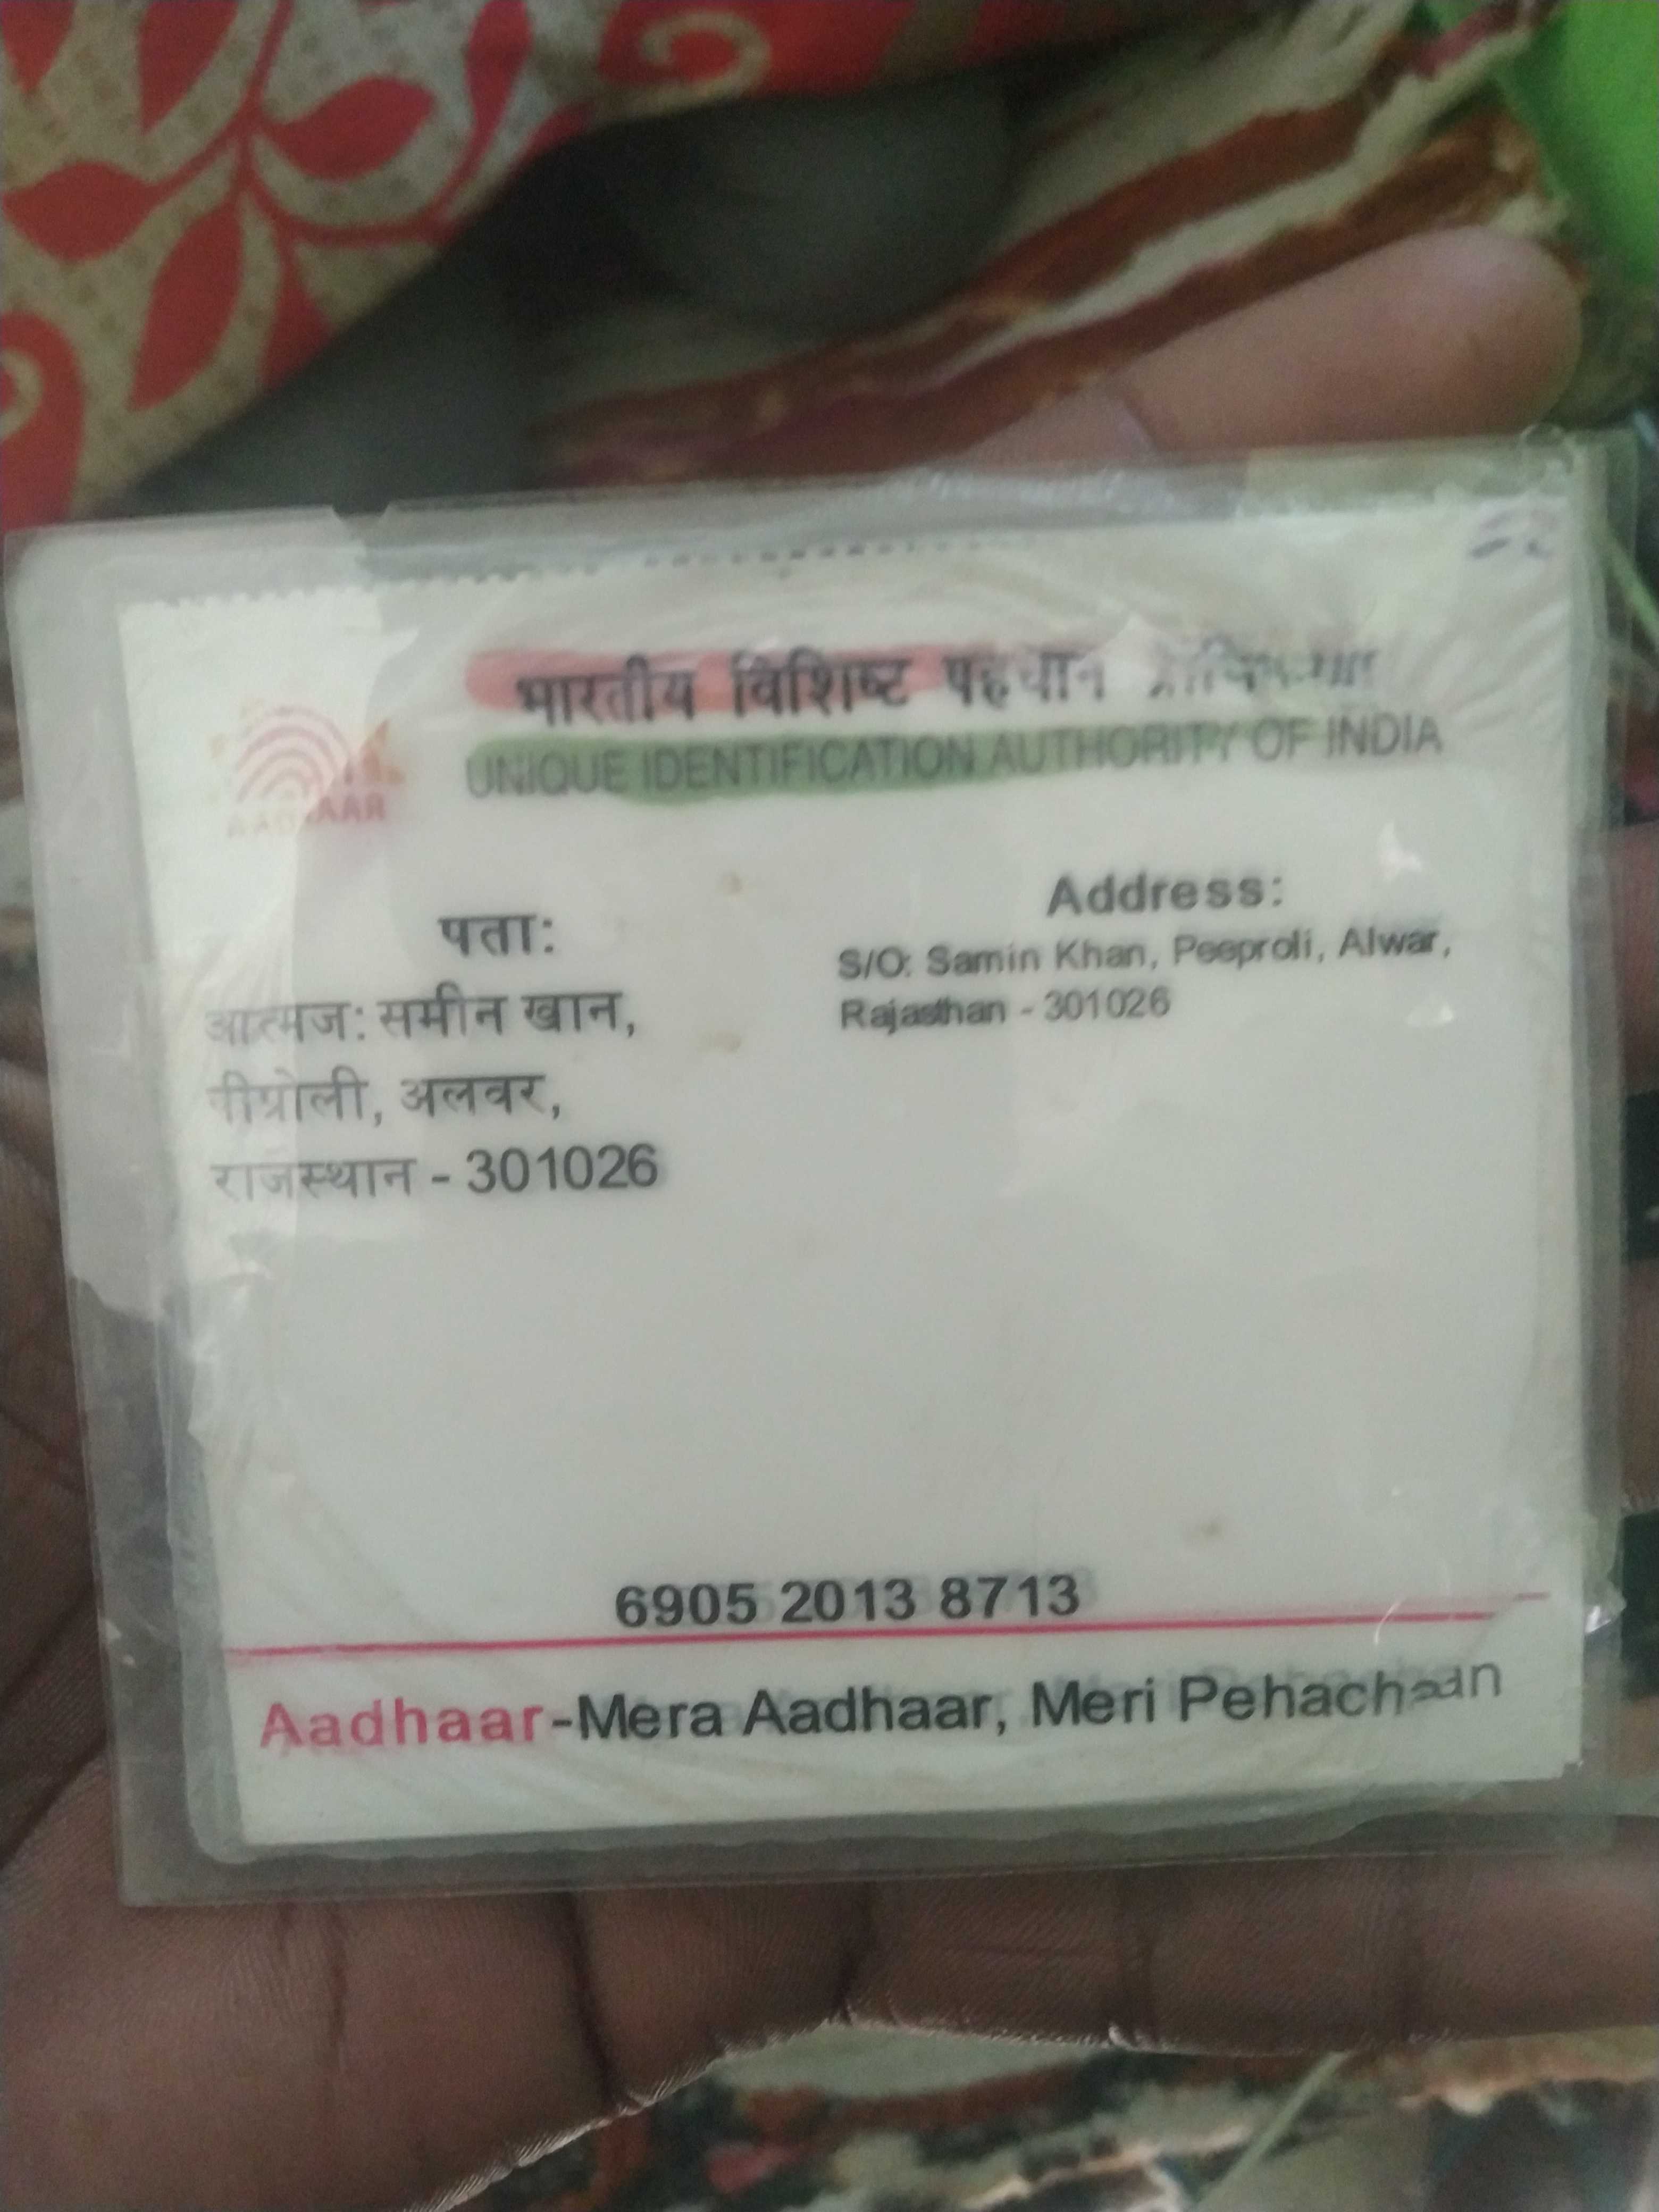 भारतीय विशिष्ट पहचान
UNIQUE IDENTIFICATION AUTHORITY OF INDIA
AADHAAR
पता:
आत्मज: समीन खान,
पीप्रोली, अलवर,
राजस्थान - 301026
Address:
S/O: Samin Khan, Peeproli, Alwar,
Rajasthan - 301026
6905 2013 8713
Aadhaar-Mera Aadhaar, Meri Pehachaan